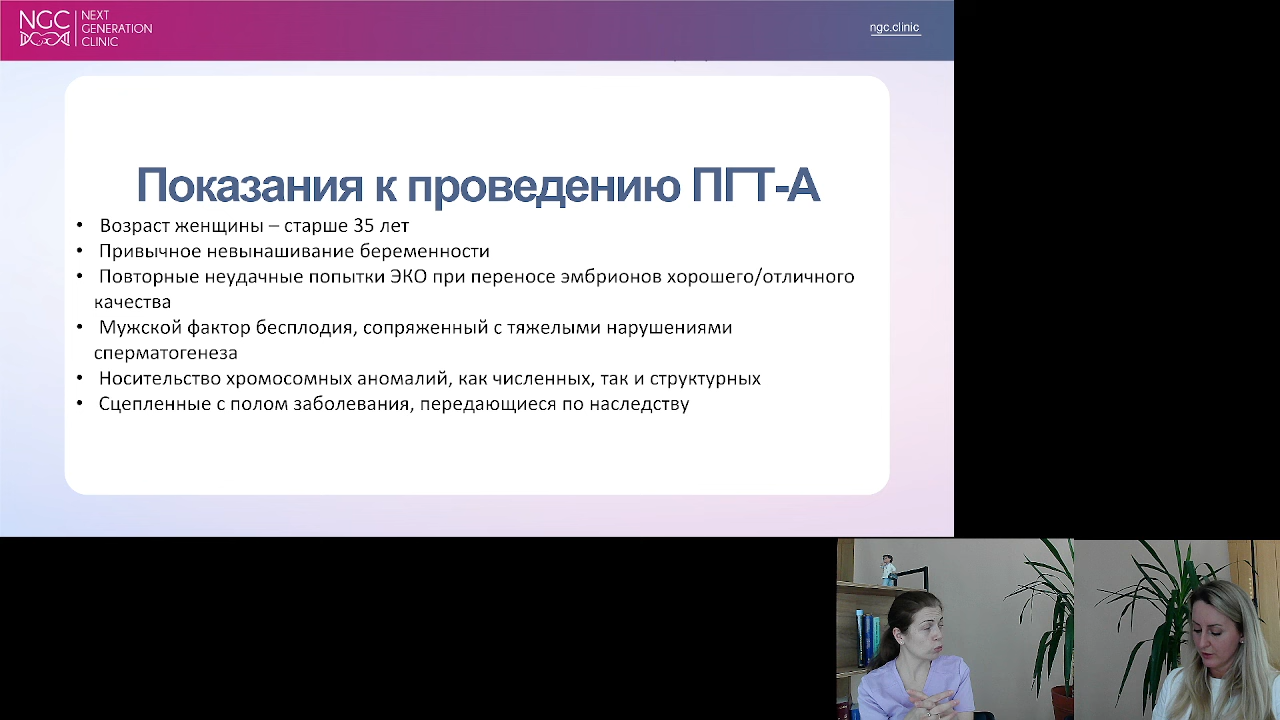 NGC
NEXT
GENERATION
CLINIC
ngc.clinic
Показания к проведению ПГТ-А
• Возраст женщины – старше 35 лет
• Привычное невынашивание беременности
• Повторные неудачные попытки ЭКО при переносе эмбрионов хорошего/отличного
качества
• Мужской фактор бесплодия, сопряженный с тяжелыми нарушениями
сперматогенеза
• Носительство хромосомных аномалий, как численных, так и структурных
• Сцепленные с полом заболевания, передающиеся по наследству